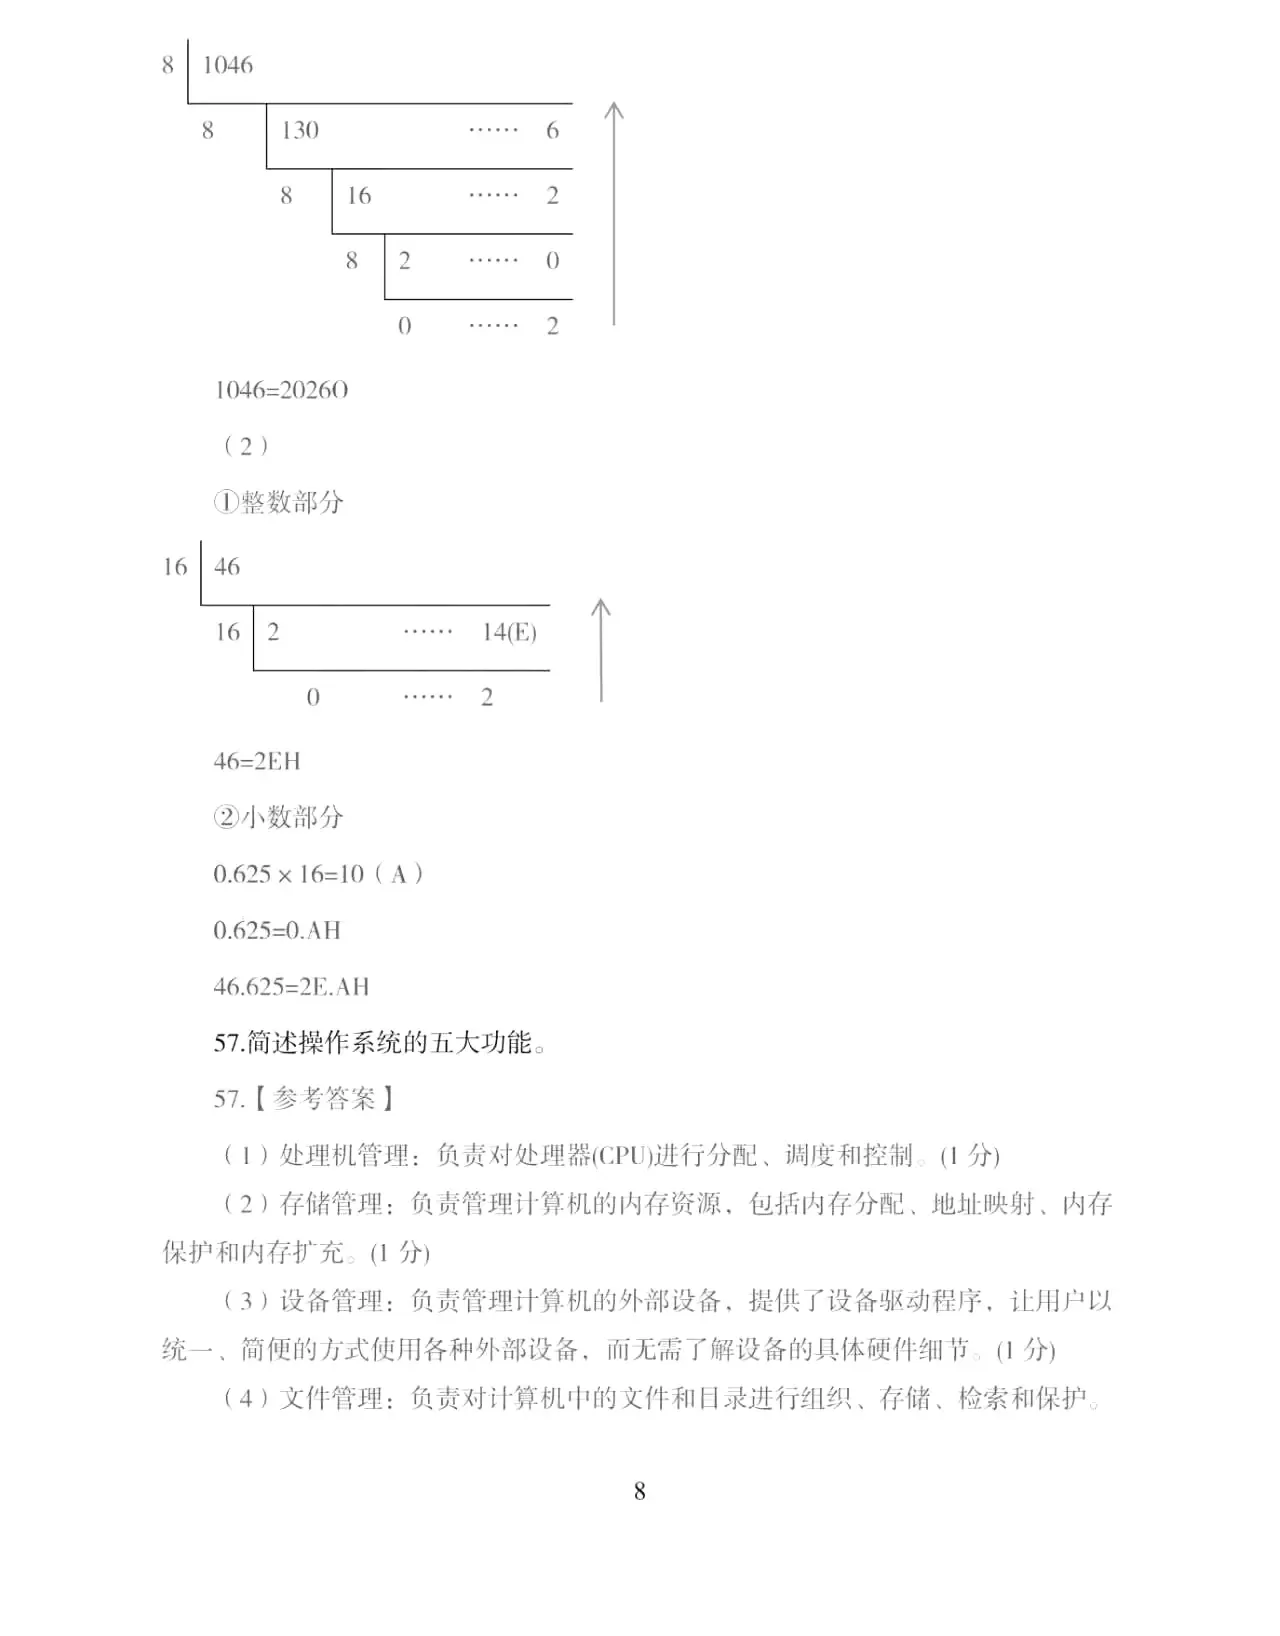 8 1046
8 130 …… 6
8 16 …… 2
8 2 …… 0
0 …… 2
1046=2026O
（2）
①整数部分
16 46
16 2 …… 14(E)
0 …… 2
46=2EH
②小数部分
0.625×16=10（A）
0.625=0.AH
46.625=2E.AH
57.简述操作系统的五大功能。
57.【参考答案】
（1）处理机管理：负责对处理器(CPU)进行分配、调度和控制。(1 分)
（2）存储管理：负责管理计算机的内存资源，包括内存分配、地址映射、内存
保护和内存扩充。(1 分)
（3）设备管理：负责管理计算机的外部设备，提供了设备驱动程序，让用户以
统一、简便的方式使用各种外部设备，而无需了解设备的具体硬件细节。(1 分)
（4）文件管理：负责对计算机中的文件和目录进行组织、存储、检索和保护。
8